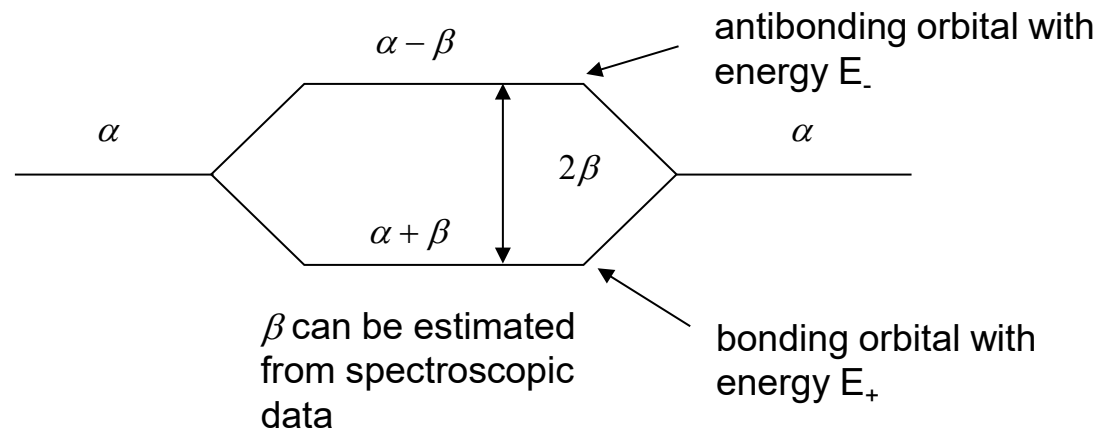 α − β
antibonding orbital with
energy E₋
α
α
2β
α + β
β can be estimated
from spectroscopic
data
bonding orbital with
energy E₊